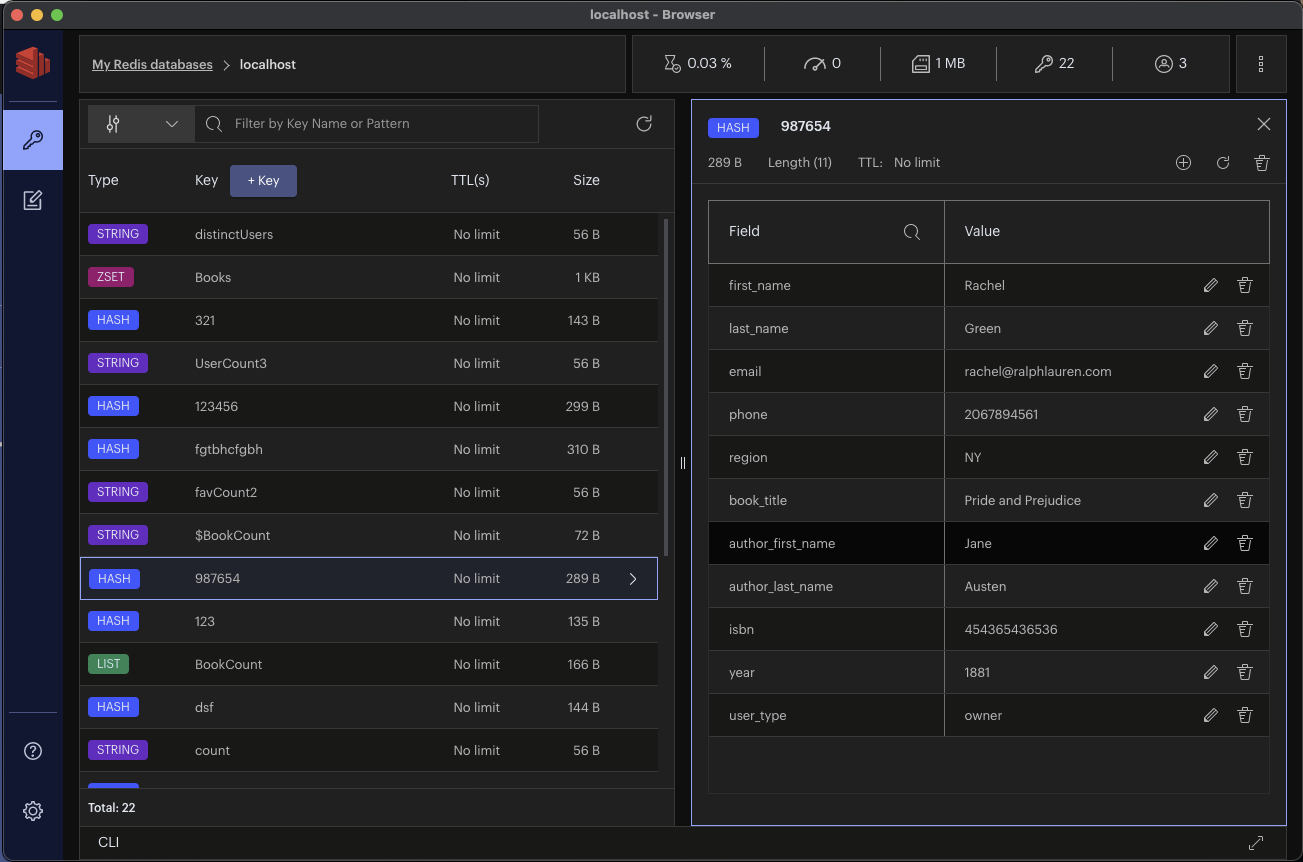 localhost - Browser
My Redis databases > localhost
0.03 %
0
1 MB
22
3
Filter by Key Name or Pattern
Type Key + Key TTL(s) Size
STRING distinctUsers No limit 56 B
ZSET Books No limit 1 KB
HASH 321 No limit 143 B
STRING UserCount3 No limit 56 B
HASH 123456 No limit 299 B
HASH fgtbhcfgbh No limit 310 B
STRING favCount2 No limit 56 B
STRING $BookCount No limit 72 B
HASH 987654 No limit 289 B
HASH 123 No limit 135 B
LIST BookCount No limit 166 B
HASH dsf No limit 144 B
STRING count No limit 56 B
Total: 22
HASH 987654
289 B Length (11) TTL: No limit
Field Value
first_name Rachel
last_name Green
email rachel@ralphlauren.com
phone 2067894561
region NY
book_title Pride and Prejudice
author_first_name Jane
author_last_name Austen
isbn 454365436536
year 1881
user_type owner
CLI